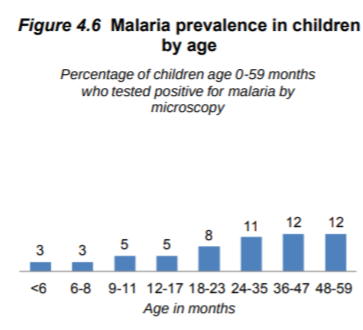 Figure 4.6 Malaria prevalence in children
by age
Percentage of children age 0-59 months
who tested positive for malaria by
microscopy
3 3 5 5 8 11 12 12
<6 6-8 9-11 12-17 18-23 24-35 36-47 48-59
Age in months